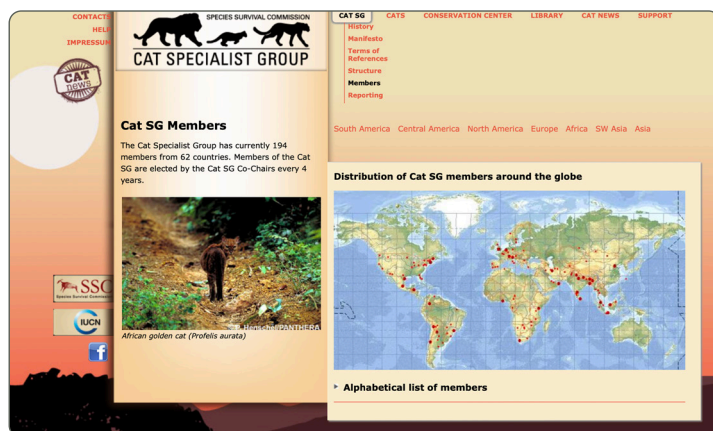 CONTACT
HEL
IMPRESSUM
CAT
news
SSC
Species Survival Commission
IUCN
f
SPECIES SURVIVAL COMMISSION
CAT SPECIALIST GROUP
CAT SG CATS CONSERVATION CENTER LIBRARY CAT NEWS SUPPORT
History
Manifesto
Terms of
References
Structure
Members
Reporting
Cat SG Members
The Cat Specialist Group has currently 194
members from 62 countries. Members of the Cat
SG are elected by the Cat SG Co-Chairs every 4
years.
PANTHERA
African golden cat (Profelis aurata)
South America Central America North America Europe Africa SW Asia Asia
Distribution of Cat SG members around the globe
Alphabetical list of members